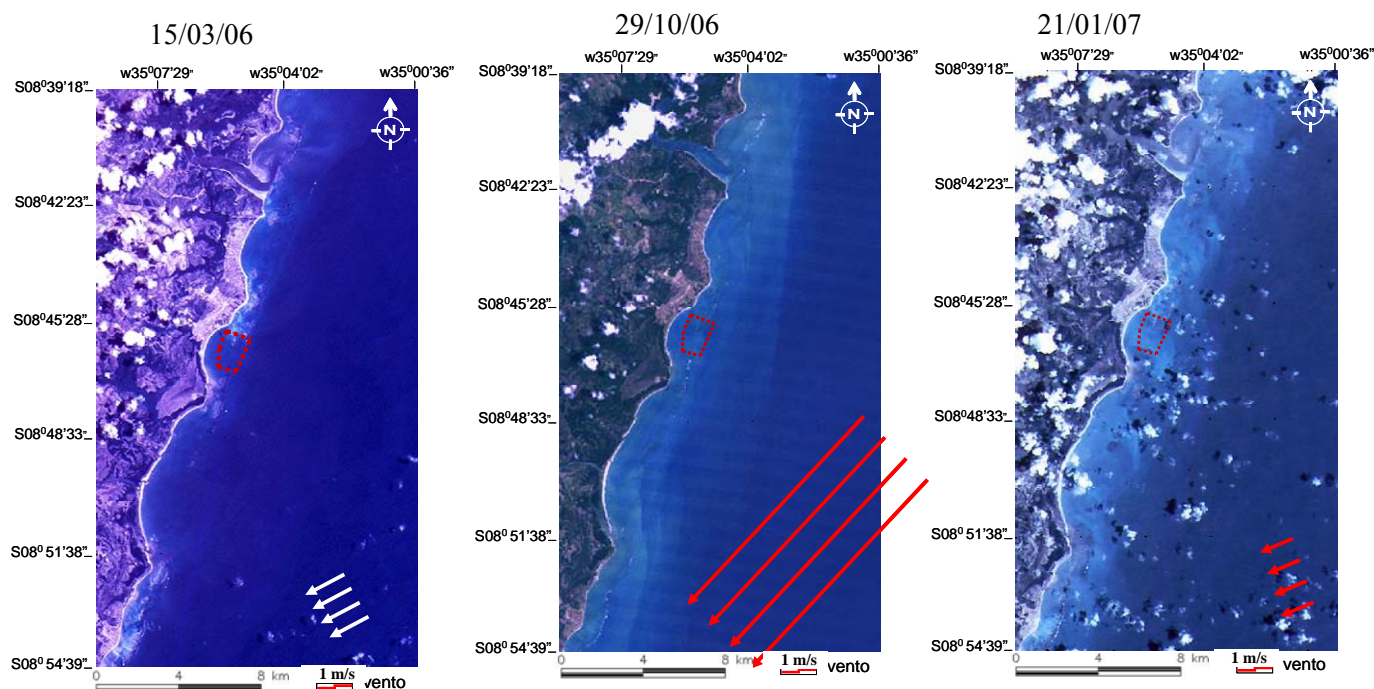 15/03/06
w35⁰07'29" w35⁰04'02" w35⁰00'36"
S08⁰39'18"
N
S08⁰42'23"
S08⁰45'28"
S08⁰48'33"
S08⁰ 51'38"
S08⁰ 54'39"
0 4 8 km
1 m/s vento
29/10/06
w35⁰07'29" w35⁰04'02" w35⁰00'36"
S08⁰39'18"
N
S08⁰42'23"
S08⁰45'28"
S08⁰48'33"
S08⁰ 51'38"
S08⁰ 54'39"
0 4 8 km
1 m/s vento
21/01/07
w35⁰07'29" w35⁰04'02" w35⁰00'36"
S08⁰39'18"
N
S08⁰42'23"
S08⁰45'28"
S08⁰48'33"
S08⁰ 51'38"
S08⁰ 54'39"
0 4 8 km
1 m/s vento